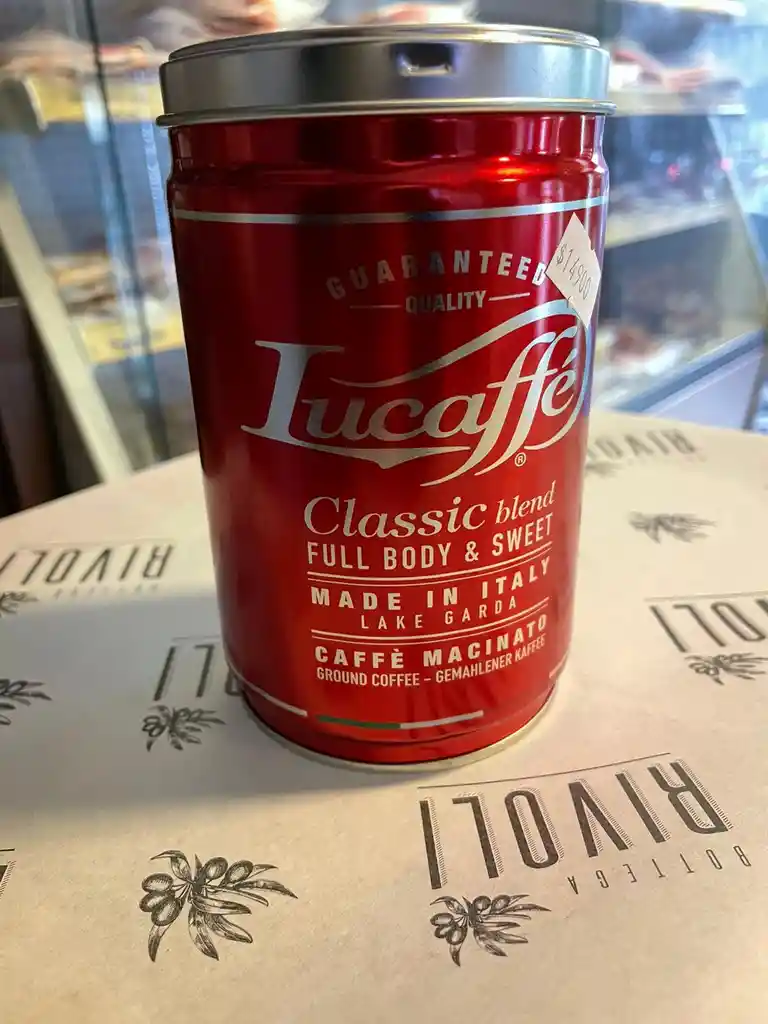 GUARANTEED
QUALITY
$14900
Lucaffé
®
Classic blend
FULL BODY & SWEET
MADE IN ITALY
LAKE GARDA
CAFFÈ MACINATO
GROUND COFFEE – GEMAHLENER KAFFEE
RIVOLI
RIVOLI
RIVOLI
BOTTEGA
RIVOLI